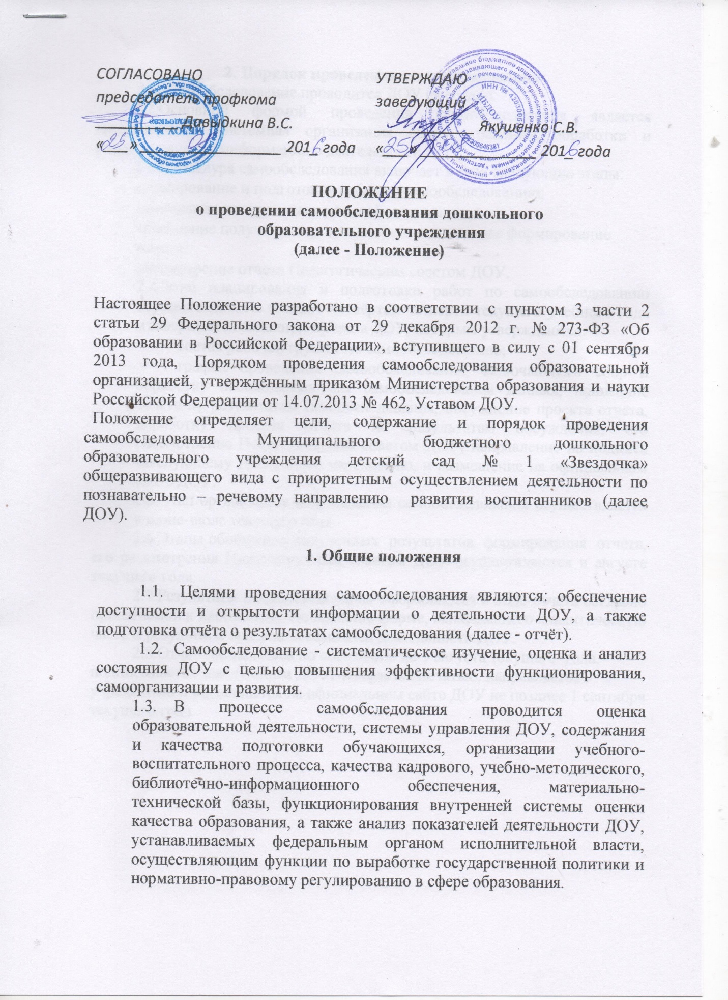 СОГЛАСОВАНО
председатель профкома
Давыдкина В.С.
«25» 2016 года
УТВЕРЖДАЮ
заведующий
Якушенко С.В.
«25» 2016 года
ПОЛОЖЕНИЕ
о проведении самообследования дошкольного
образовательного учреждения
(далее - Положение)
Настоящее Положение разработано в соответствии с пунктом 3 части 2
статьи 29 Федерального закона от 29 декабря 2012 г. № 273-ФЗ «Об
образовании в Российской Федерации», вступившего в силу с 01 сентября
2013 года, Порядком проведения самообследования образовательной
организацией, утверждённым приказом Министерства образования и науки
Российской Федерации от 14.07.2013 № 462, Уставом ДОУ.
Положение определяет цели, содержание и порядок проведения
самообследования Муниципального бюджетного дошкольного
образовательного учреждения детский сад № 1 «Звездочка»
общеразвивающего вида с приоритетным осуществлением деятельности по
познавательно – речевому направлению развития воспитанников (далее
ДОУ).
1. Общие положения
1.1. Целями проведения самообследования являются: обеспечение
доступности и открытости информации о деятельности ДОУ, а также
подготовка отчёта о результатах самообследования (далее - отчёт).
1.2. Самообследование - систематическое изучение, оценка и анализ
состояния ДОУ с целью повышения эффективности функционирования,
самоорганизации и развития.
1.3. В процессе самообследования проводится оценка
образовательной деятельности, системы управления ДОУ, содержания
и качества подготовки обучающихся, организации учебного-
воспитательного процесса, качества кадрового, учебно-методического,
библиотечно-информационного обеспечения, материально-
технической базы, функционирования внутренней системы оценки
качества образования, а также анализ показателей деятельности ДОУ,
устанавливаемых федеральным органом исполнительной власти,
осуществляющим функции по выработке государственной политики и
нормативно-правовому регулированию в сфере образования.